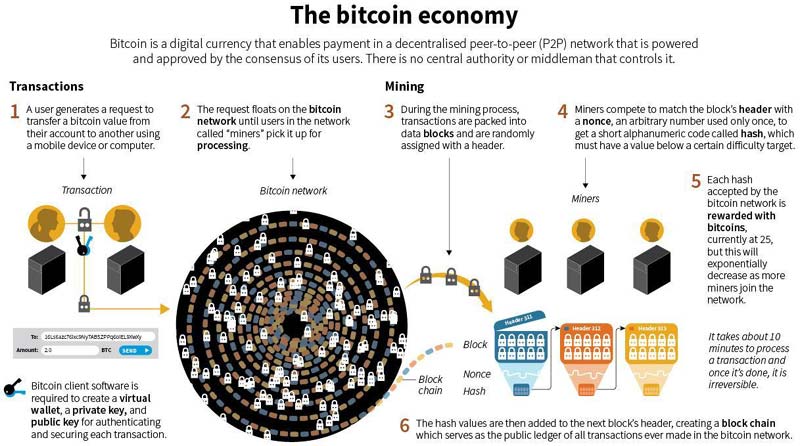 The bitcoin economy
Bitcoin is a digital currency that enables payment in a decentralised peer-to-peer (P2P) network that is powered
and approved by the consensus of its users. There is no central authority or middleman that controls it.
Transactions
1 A user generates a request to
transfer a bitcoin value from
their account to another using
a mobile device or computer.
2 The request floats on the bitcoin
network until users in the network
called “miners” pick it up for
processing.
Mining
3 During the mining process,
transactions are packed into
data blocks and are randomly
assigned with a header.
4 Miners compete to match the block’s header with
a nonce, an arbitrary number used only once, to
get a short alphanumeric code called hash, which
must have a value below a certain difficulty target.
5 Each hash
accepted by the
bitcoin network is
rewarded with
bitcoins,
currently at 25,
but this will
exponentially
decrease as more
miners join the
network.
Transaction
Bitcoin network
Miners
Header 311
Header 312
Header 313
Block
Nonce
Hash
Block
chain
It takes about 10
minutes to process
a transaction and
once it’s done, it is
irreversible.
To:
Amount: 2.0 BTC SEND
Bitcoin client software is
required to create a virtual
wallet, a private key, and
public key for authenticating
and securing each transaction.
6 The hash values are then added to the next block’s header, creating a block chain
which serves as the public ledger of all transactions ever made in the bitcoin network.